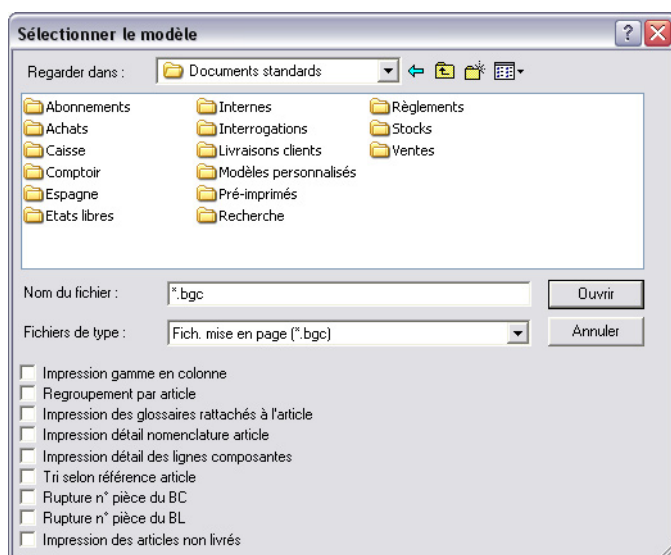 Sélectionner le modèle
Regarder dans :
Documents standards
Abonnements
Achats
Caisse
Comptoir
Espagne
Etats libres
Internes
Interrogations
Livraisons clients
Modèles personnalisés
Pré-imprimés
Recherche
Règlements
Stocks
Ventes
Nom du fichier :
*.bgc
Ouvrir
Fichiers de type :
Fich. mise en page (*.bgc)
Annuler
Impression gamme en colonne
Regroupement par article
Impression des glossaires rattachés à l'article
Impression détail nomenclature article
Impression détail des lignes composantes
Tri selon référence article
Rupture n° pièce du BC
Rupture n° pièce du BL
Impression des articles non livrés